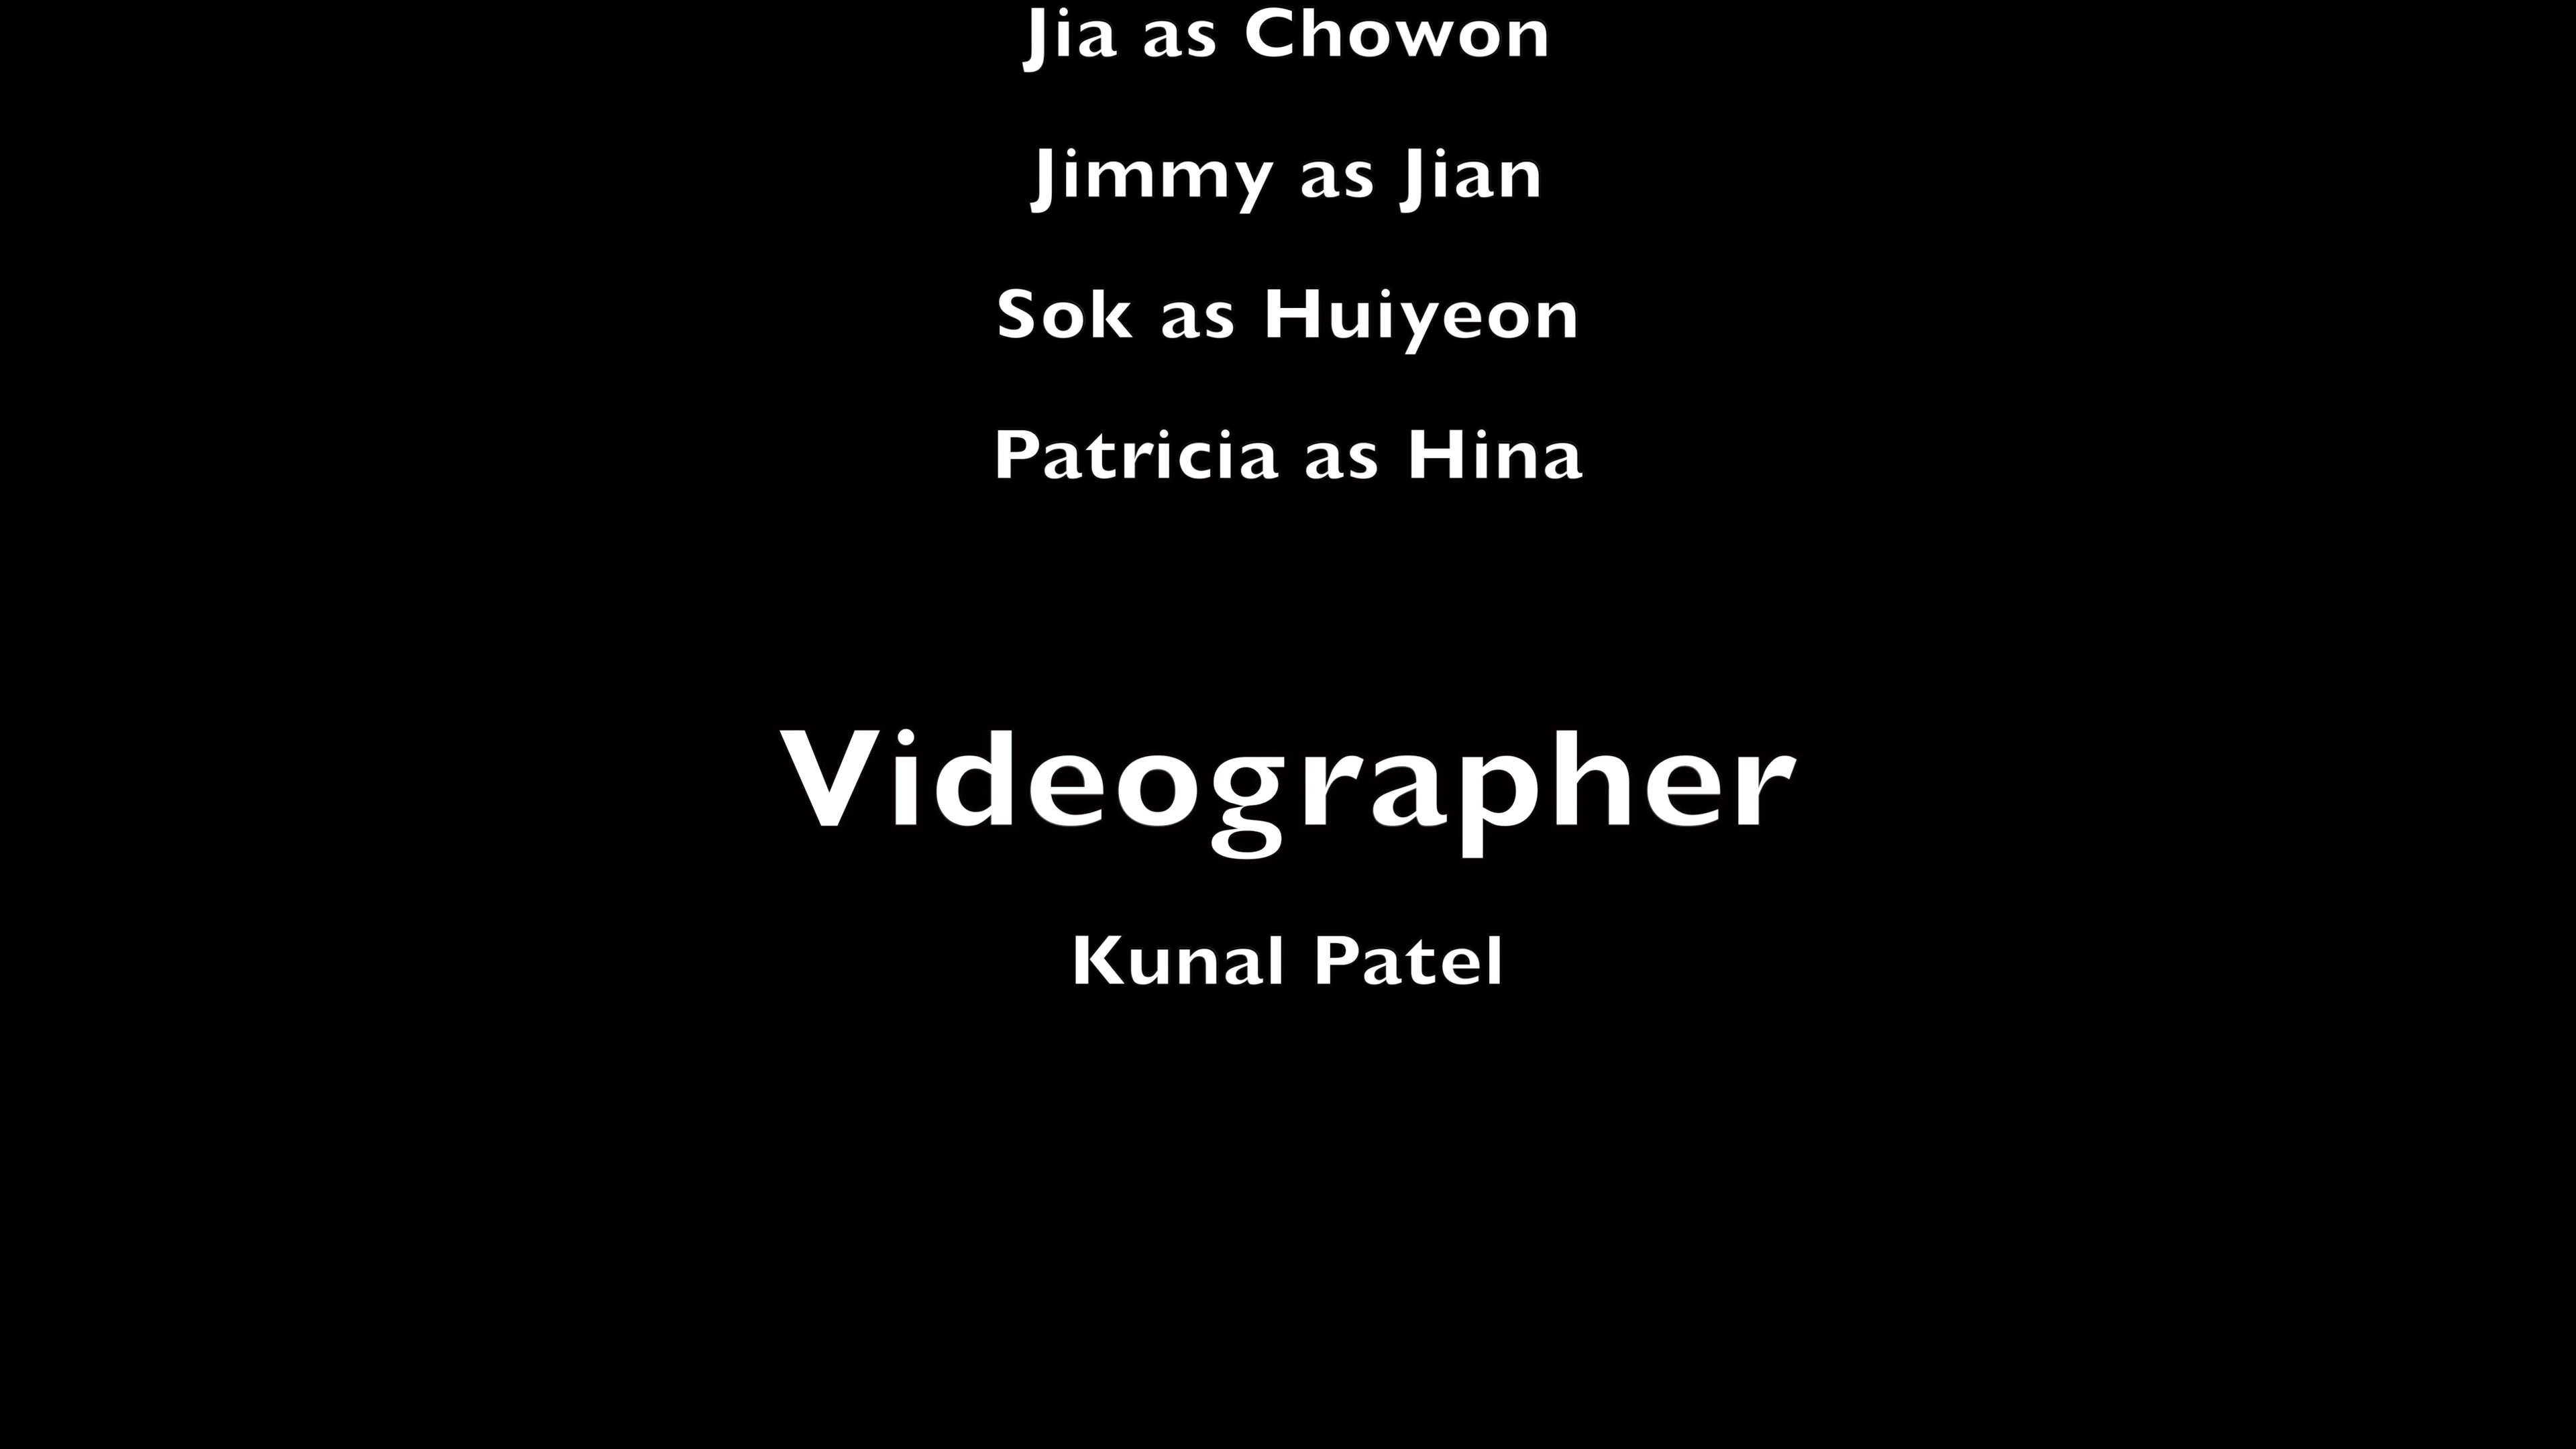 Jia as Chowon
Jimmy as Jian
Sok as Huiyeon
Patricia as Hina
Videographer
Kunal Patel